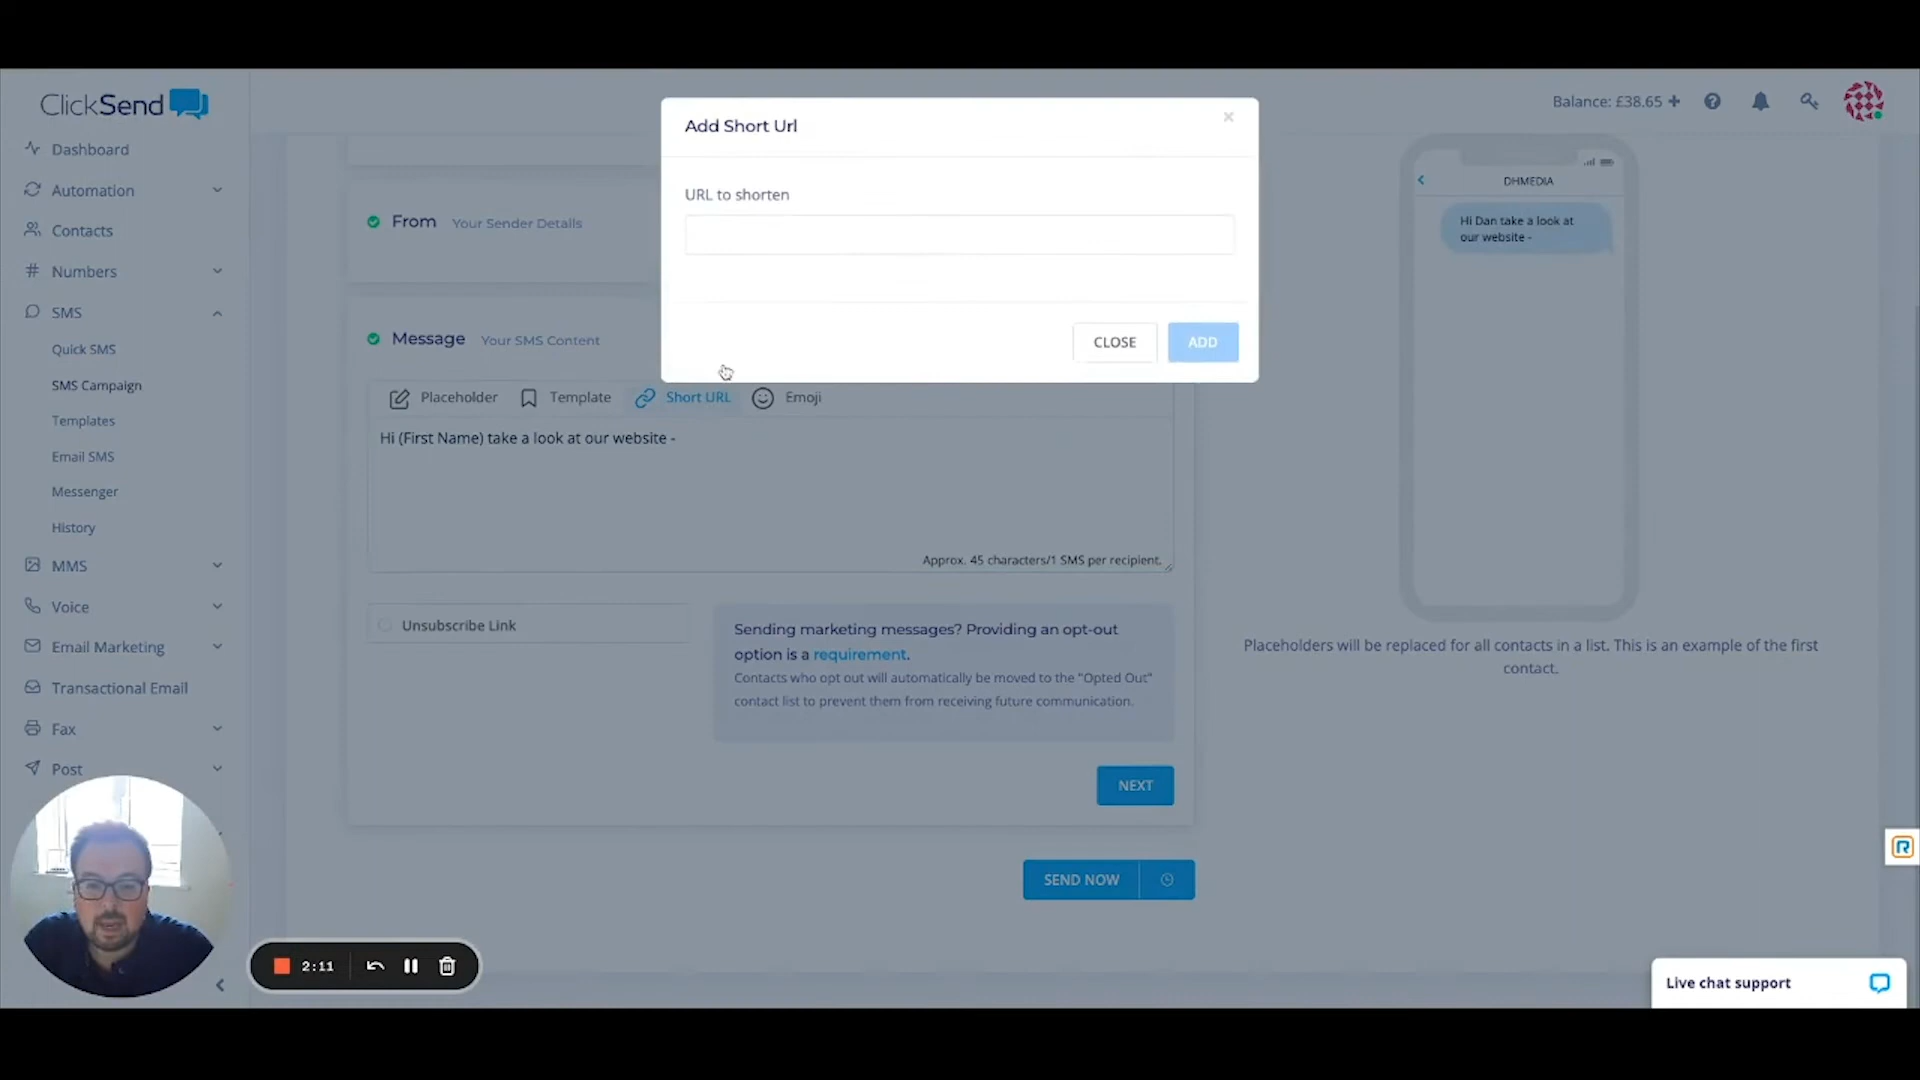 ClickSend
Balance: £38.65 +
Dashboard
Automation
Contacts
Numbers
SMS
Quick SMS
SMS Campaign
Templates
Email SMS
Messenger
History
MMS
Voice
Email Marketing
Transactional Email
Fax
Post
Add Short Url
×
URL to shorten
CLOSE
ADD
From Your Sender Details
Message Your SMS Content
Placeholder
Template
Short URL
Emoji
Hi (First Name) take a look at our website -
Approx. 45 characters/1 SMS per recipient.
Unsubscribe Link
Sending marketing messages? Providing an opt-out
option is a requirement.
Contacts who opt out will automatically be moved to the "Opted Out"
contact list to prevent them from receiving future communication.
NEXT
SEND NOW
DHMEDIA
Hi Dan take a look at
our website -
Placeholders will be replaced for all contacts in a list. This is an example of the first
contact.
2:11
Live chat support